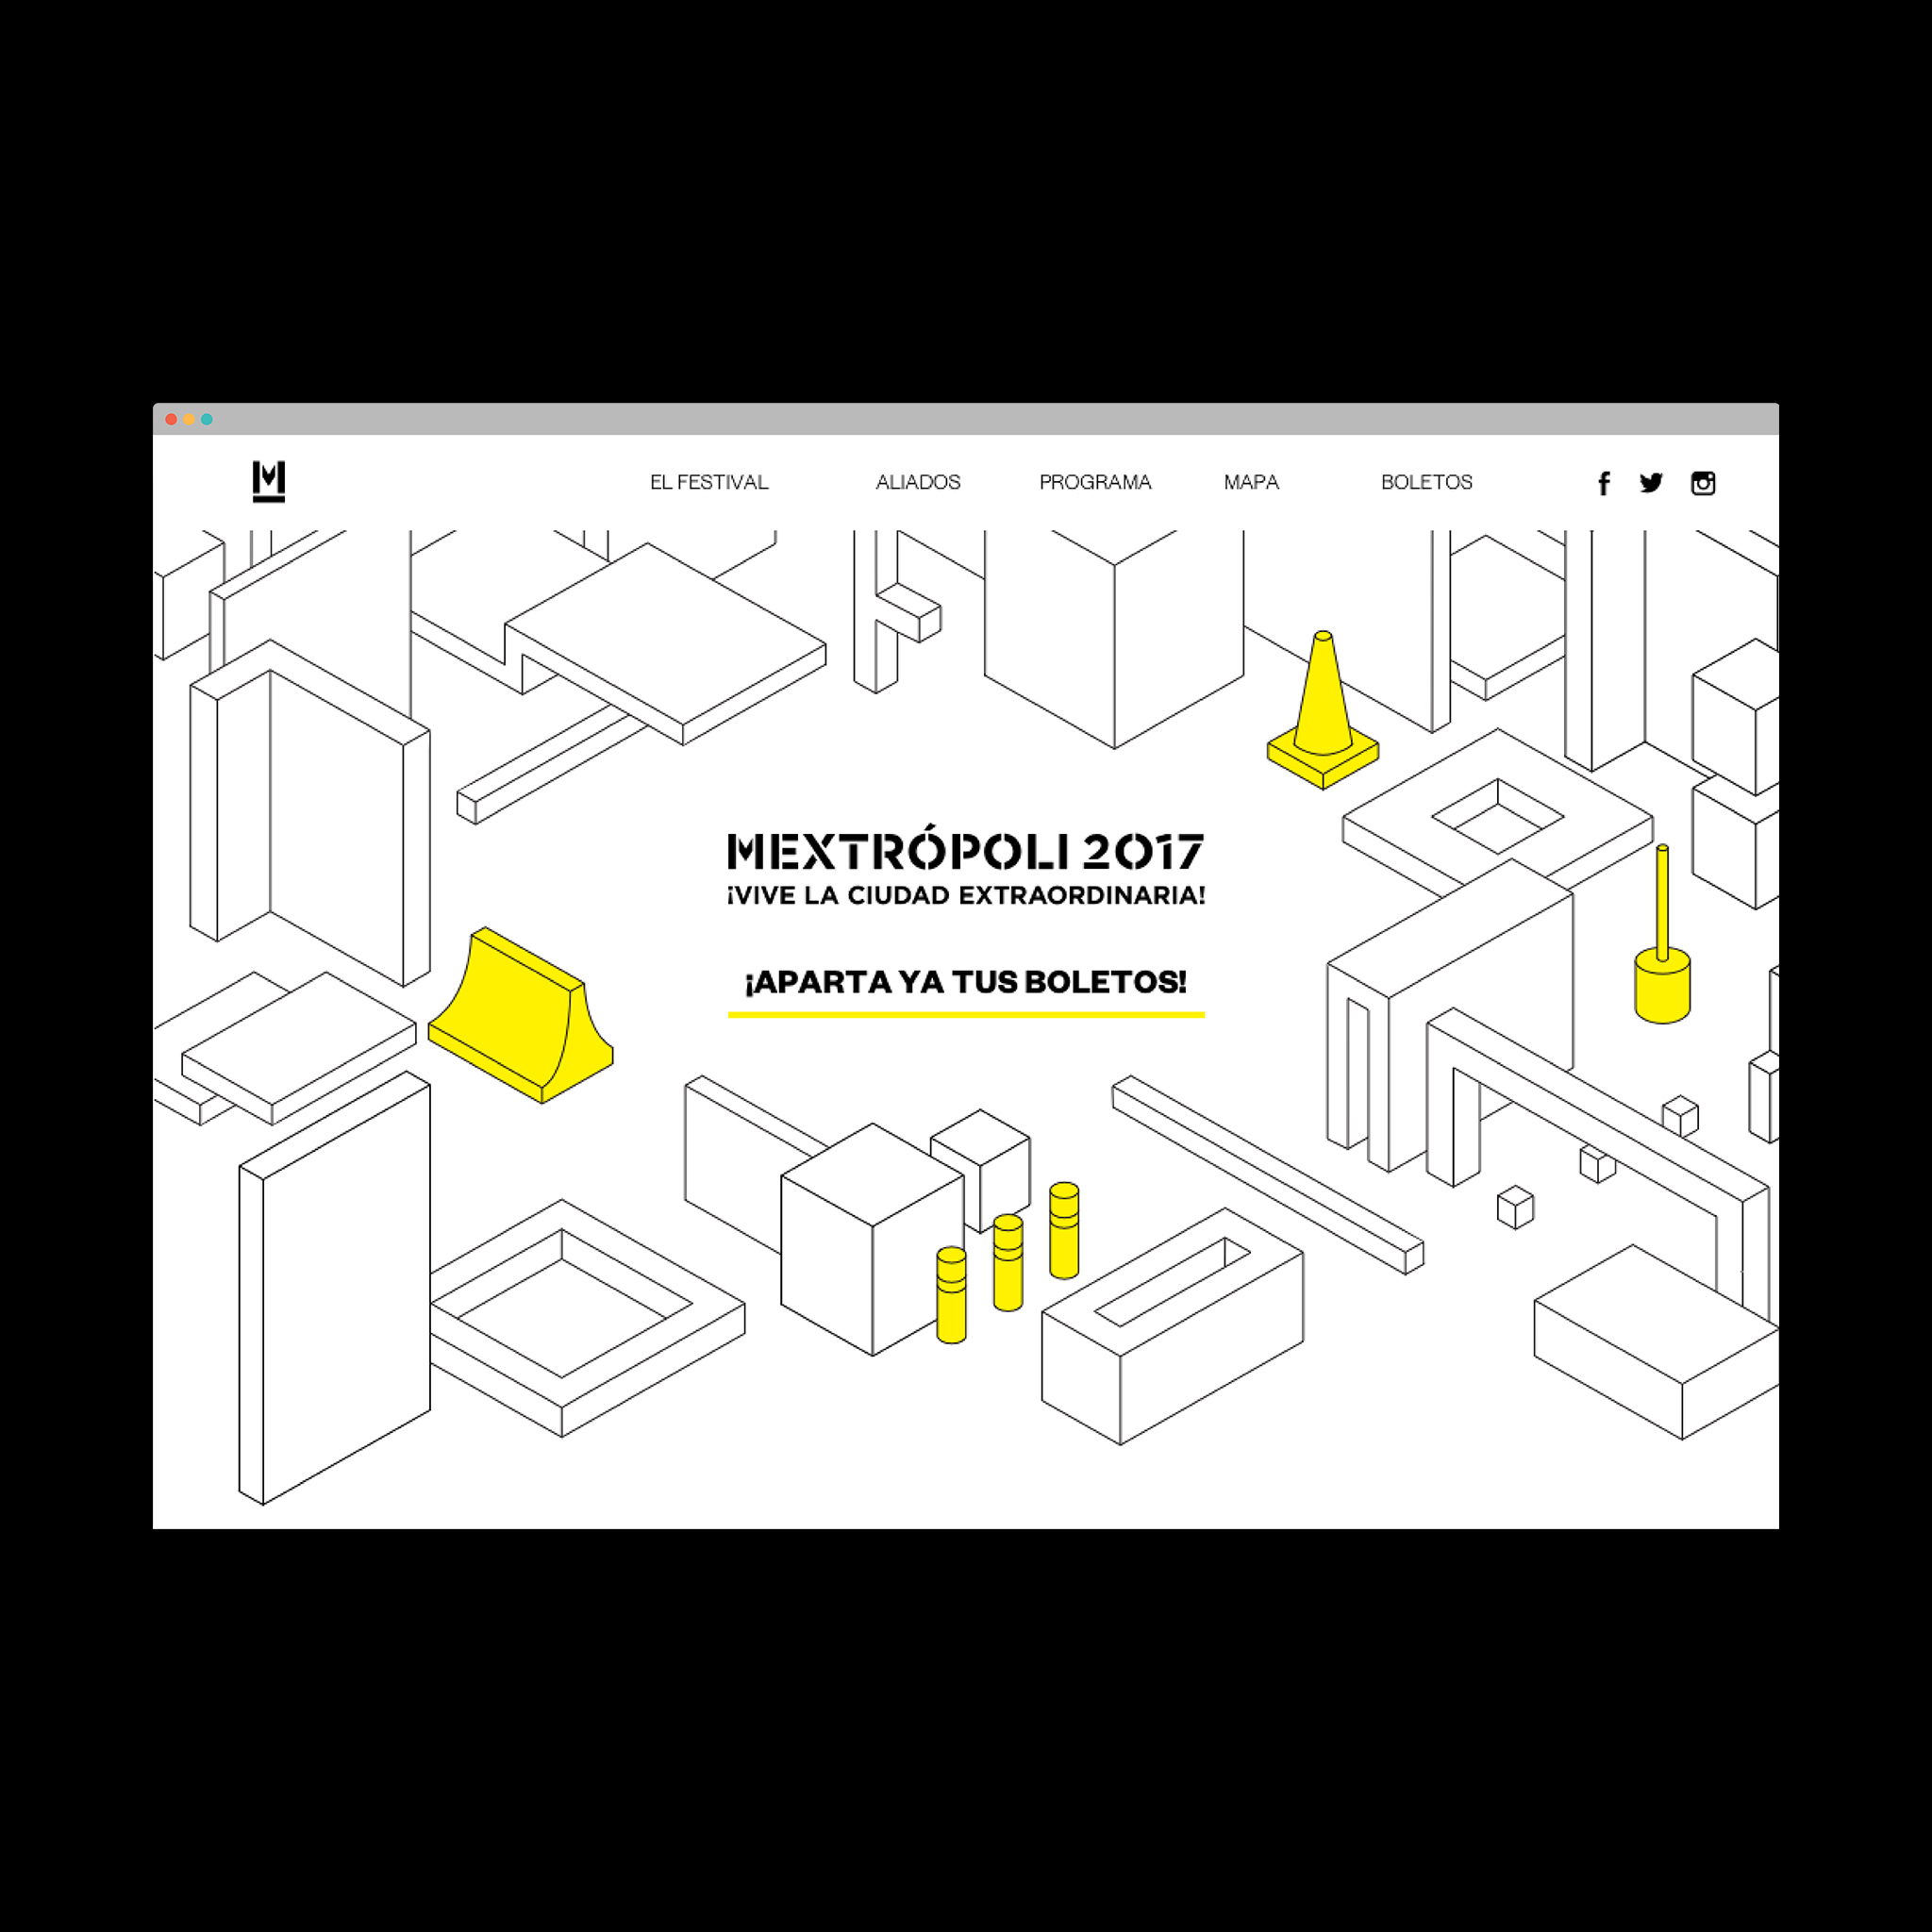 M
EL FESTIVAL ALIADOS PROGRAMA MAPA BOLETOS
MEXTRÓPOLI 2017
¡VIVE LA CIUDAD EXTRAORDINARIA!
¡APARTA YA TUS BOLETOS!